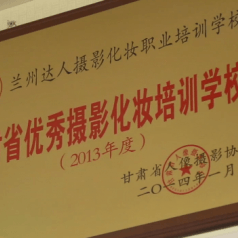 兰州达人摄影化妆职业培训学校
省优秀摄影化妆培训学校
(2013年度)
甘肃省人像摄影协
二〇一四年一月